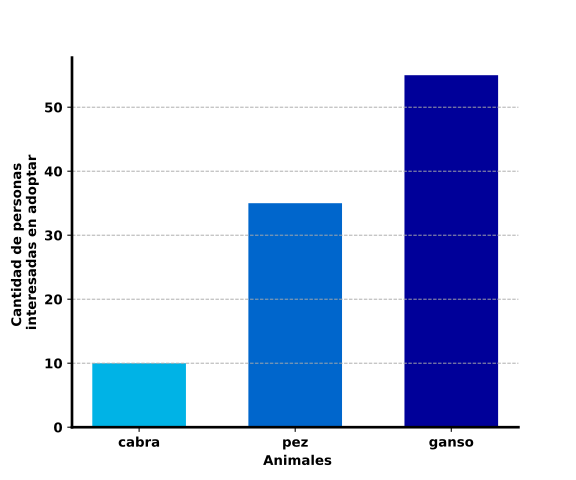 Cantidad de personas
interesadas en adoptar
50
40
30
20
10
0
cabra pez ganso
Animales